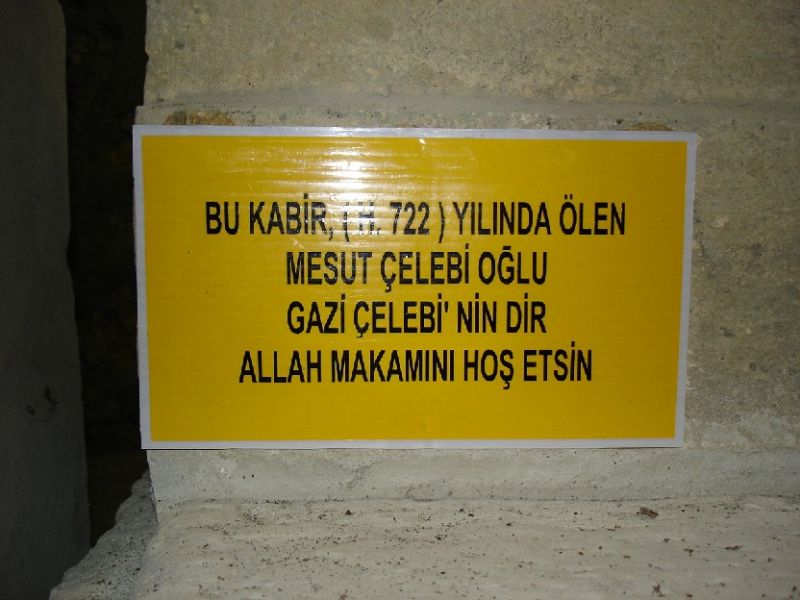 BU KABİR, ( H. 722 ) YILINDA ÖLEN
MESUT ÇELEBİ OĞLU
GAZİ ÇELEBİ' NİN DİR
ALLAH MAKAMINI HOŞ ETSİN